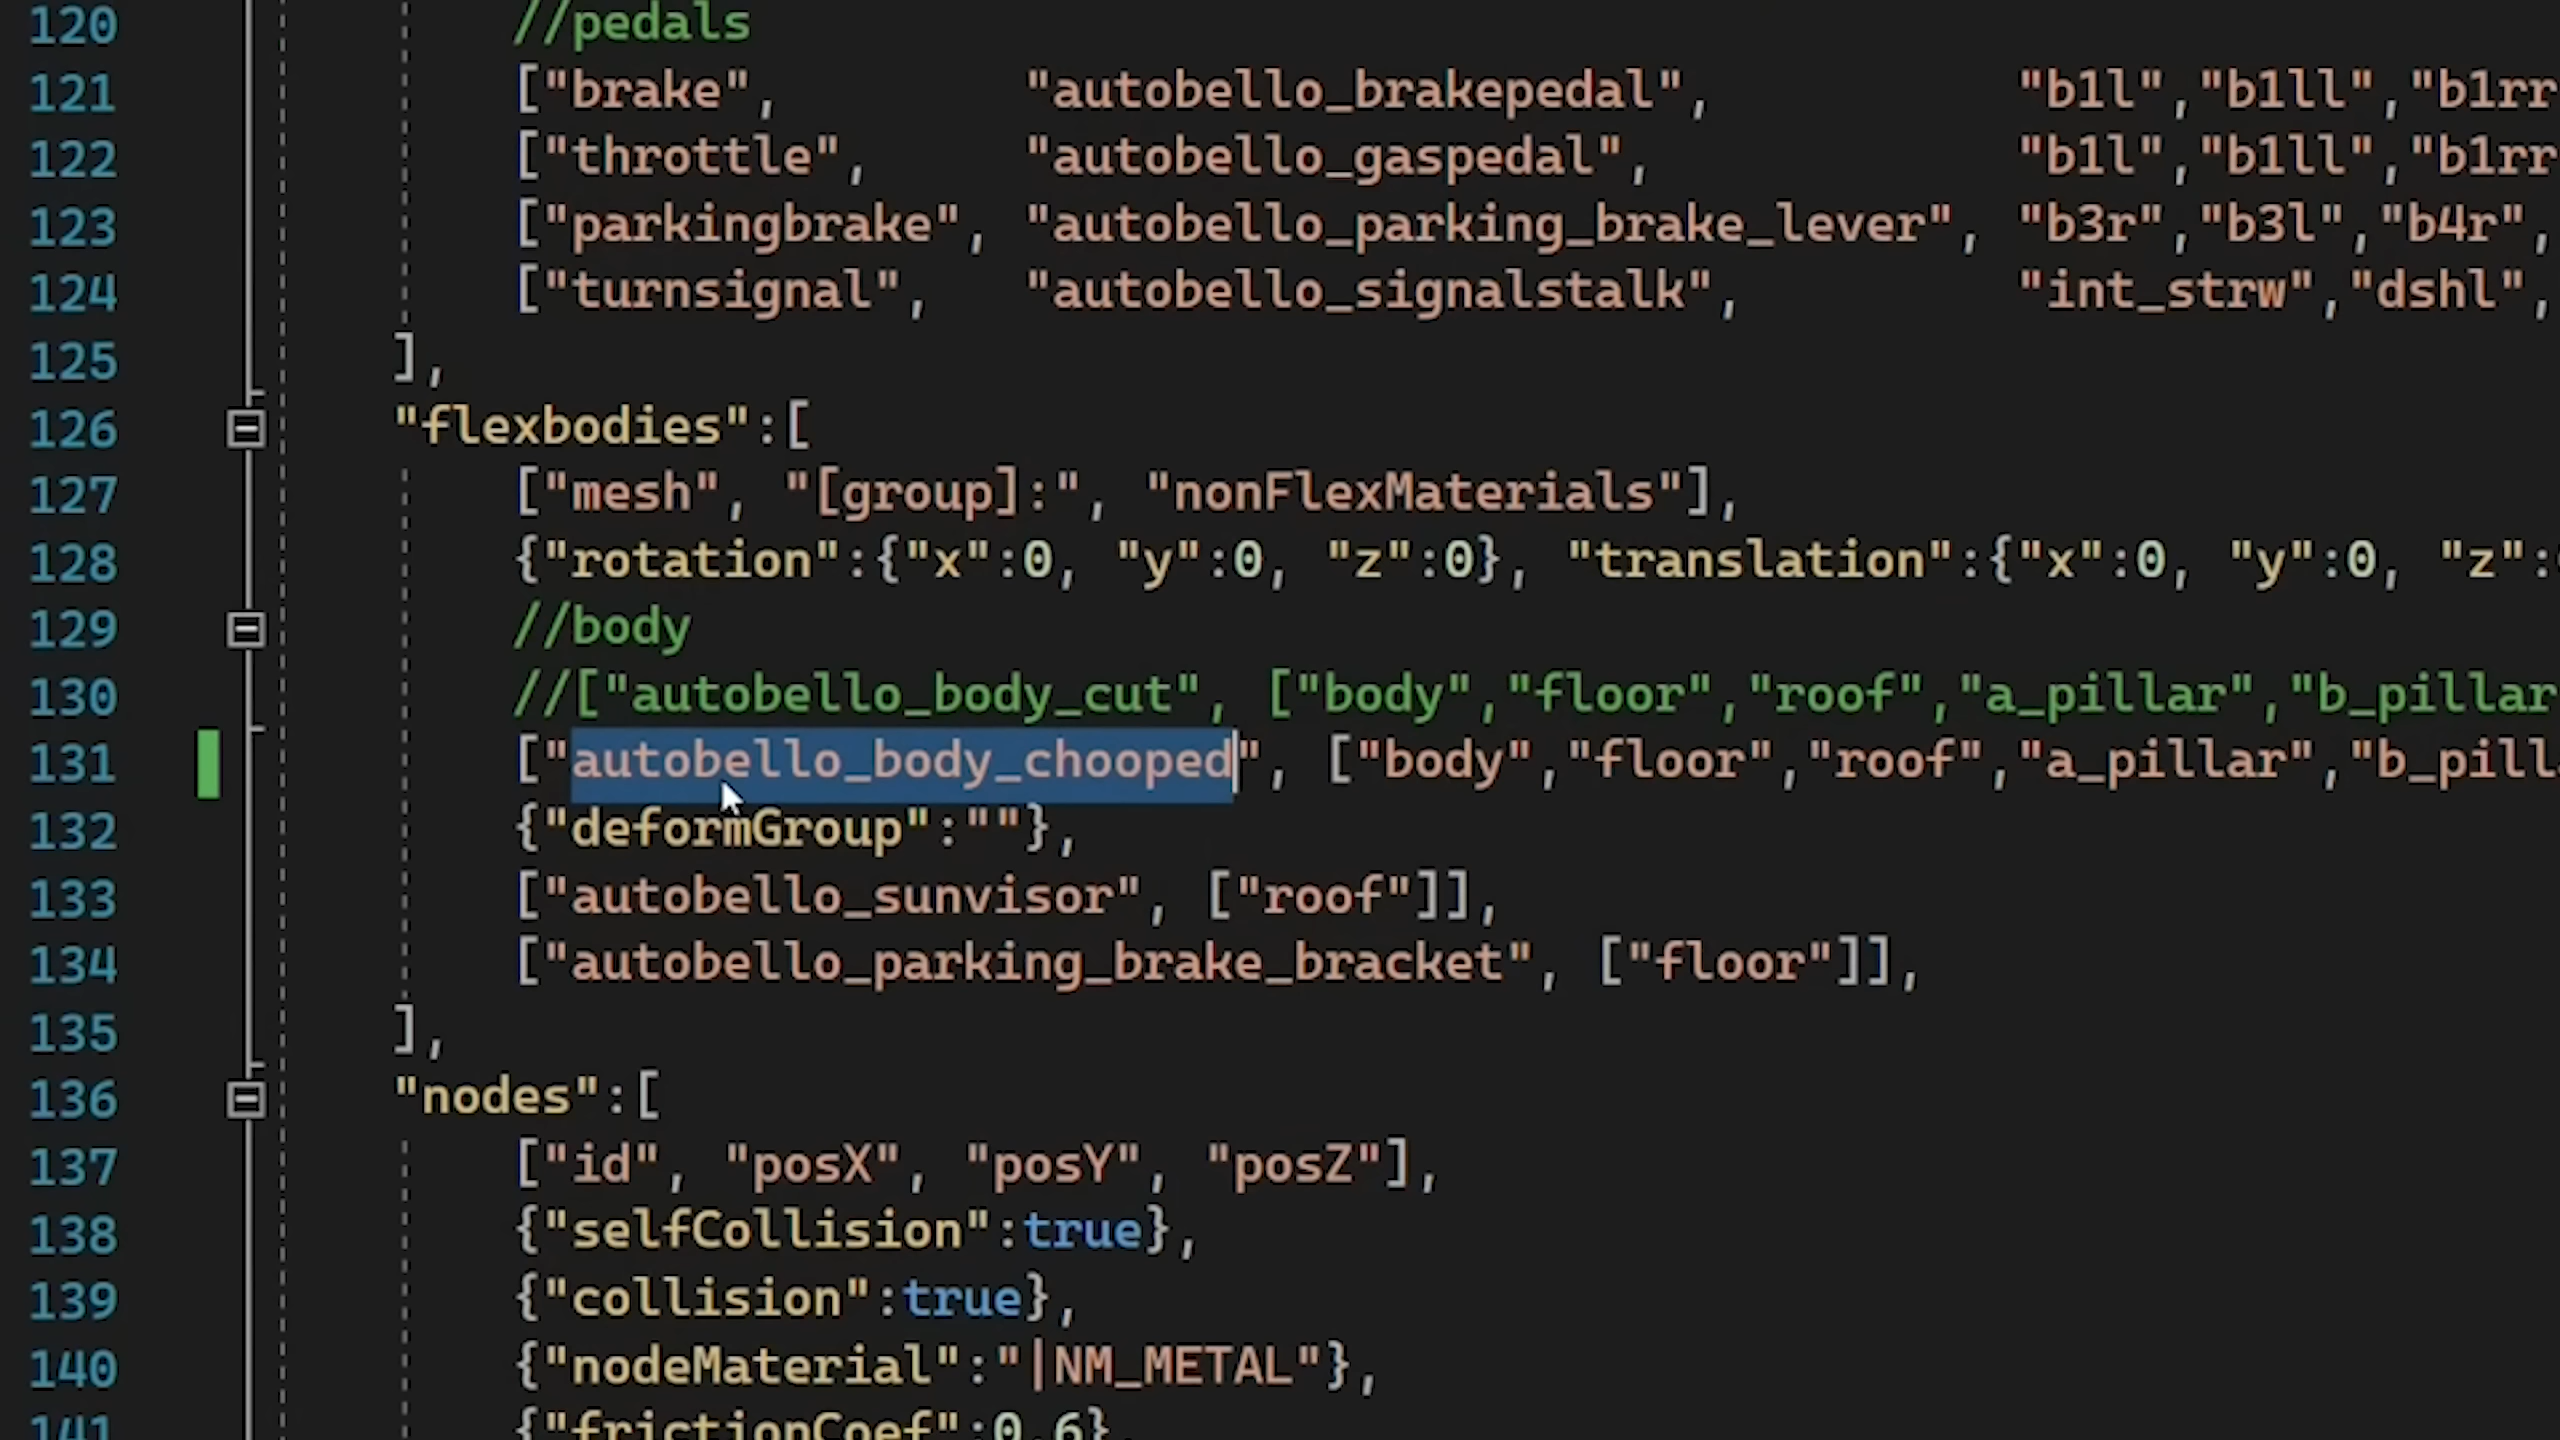 120 //pedals
121 ["brake", "autobello_brakepedal", "b1l","b1ll","b1rr
122 ["throttle", "autobello_gaspedal", "b1l","b1ll","b1rr
123 ["parkingbrake", "autobello_parking_brake_lever", "b3r","b3l","b4r",
124 ["turnsignal", "autobello_signalstalk", "int_strw","dshl",
125 ],
126 "flexbodies":[
127 ["mesh", "[group]:", "nonFlexMaterials"],
128 {"rotation":{"x":0, "y":0, "z":0}, "translation":{"x":0, "y":0, "z":
129 //body
130 //["autobello_body_cut", ["body","floor","roof","a_pillar","b_pillar
131 ["autobello_body_chooped", ["body","floor","roof","a_pillar","b_pill
132 {"deformGroup":""},
133 ["autobello_sunvisor", ["roof"]],
134 ["autobello_parking_brake_bracket", ["floor"]],
135 ],
136 "nodes":[
137 ["id", "posX", "posY", "posZ"],
138 {"selfCollision":true},
139 {"collision":true},
140 {"nodeMaterial":"|NM_METAL"},
141 {"frictionCoef":0.6},